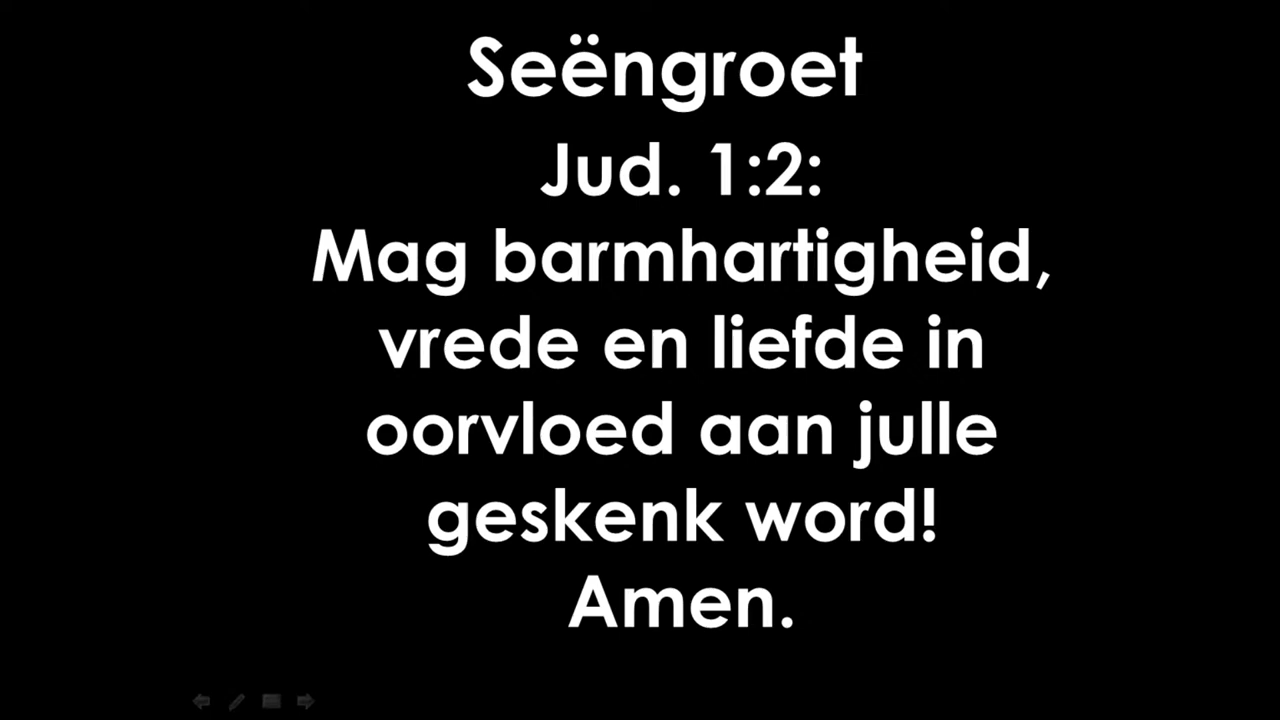 Seëngroet
Jud. 1:2:
Mag barmhartigheid,
vrede en liefde in
oorvloed aan julle
geskenk word!
Amen.